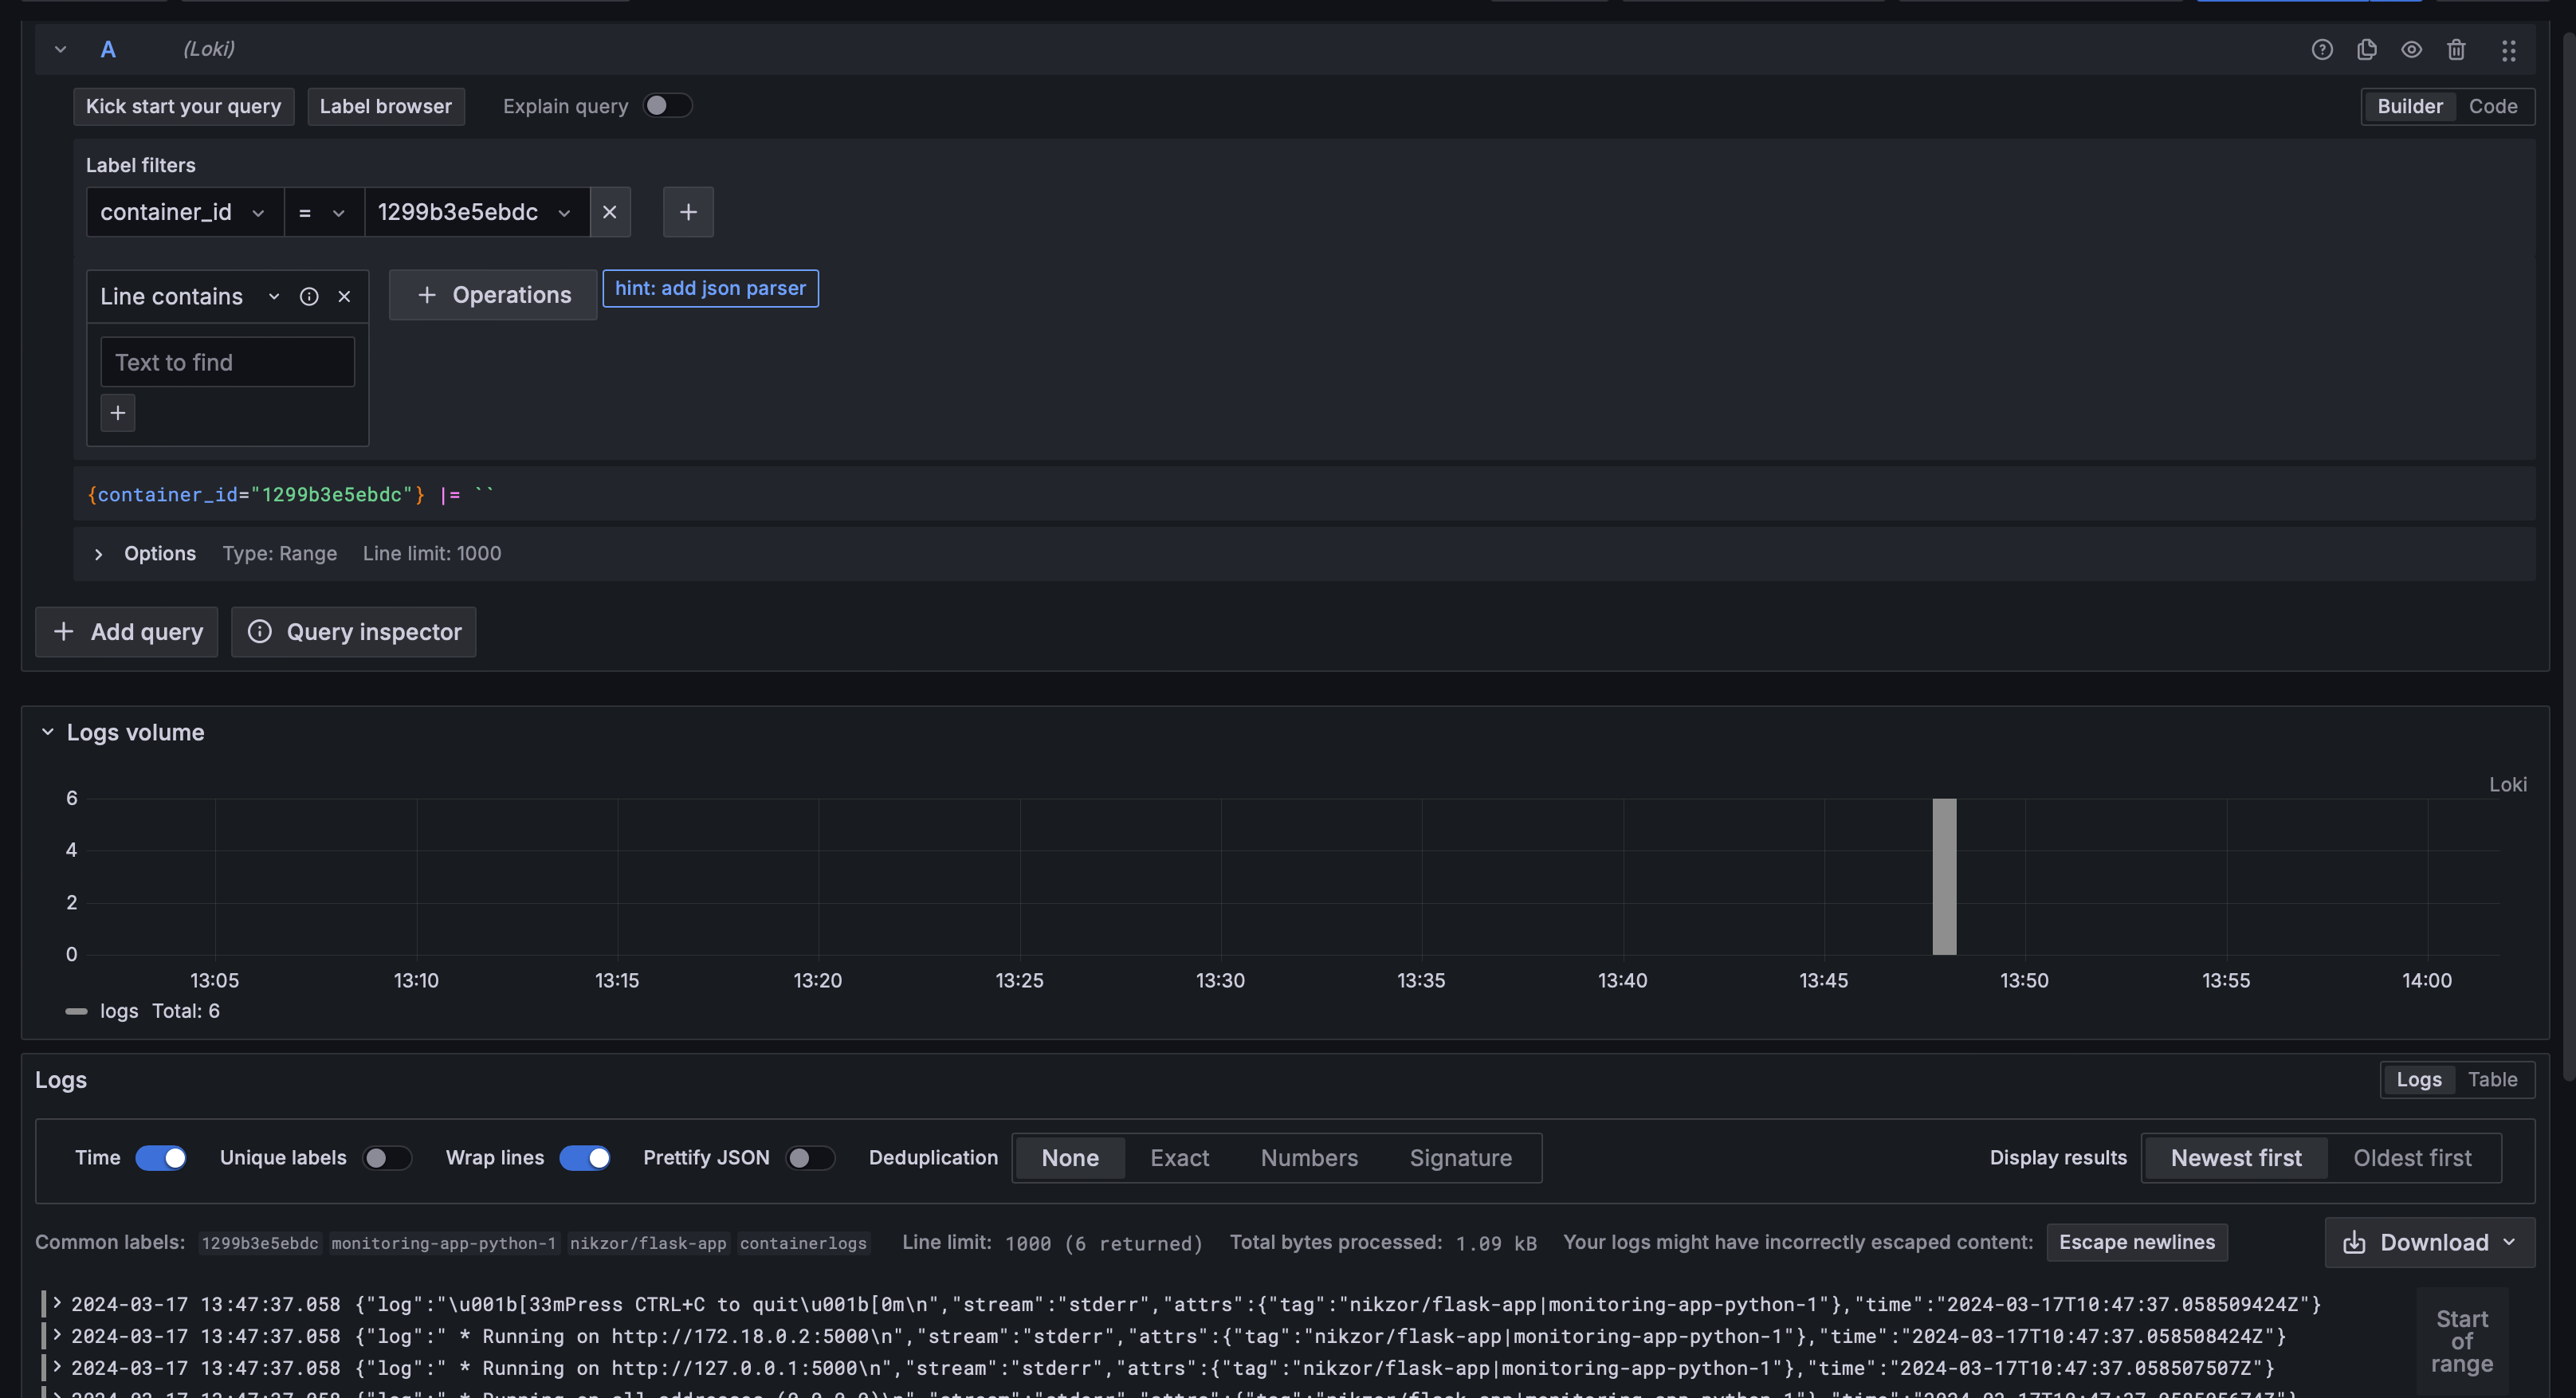 A (Loki)
Kick start your query Label browser Explain query Builder Code
Label filters
container_id = 1299b3e5ebdc
Line contains Operations hint: add json parser
Text to find
{container_id="1299b3e5ebdc"} |= ``
Options Type: Range Line limit: 1000
Add query Query inspector
Logs volume
Loki
6
4
2
0
13:05 13:10 13:15 13:20 13:25 13:30 13:35 13:40 13:45 13:50 13:55 14:00
logs Total: 6
Logs Logs Table
Time Unique labels Wrap lines Prettify JSON Deduplication None Exact Numbers Signature Display results Newest first Oldest first
Common labels: 1299b3e5ebdc monitoring-app-python-1 nikzor/flask-app containerlogs Line limit: 1000 (6 returned) Total bytes processed: 1.09 kB Your logs might have incorrectly escaped content: Escape newlines Download
2024-03-17 13:47:37.058 {"log":"\u001b[33mPress CTRL+C to quit\u001b[0m\n","stream":"stderr","attrs":{"tag":"nikzor/flask-app|monitoring-app-python-1"},"time":"2024-03-17T10:47:37.058509424Z"}
2024-03-17 13:47:37.058 {"log":" * Running on http://172.18.0.2:5000\n","stream":"stderr","attrs":{"tag":"nikzor/flask-app|monitoring-app-python-1"},"time":"2024-03-17T10:47:37.058508424Z"}
2024-03-17 13:47:37.058 {"log":" * Running on http://127.0.0.1:5000\n","stream":"stderr","attrs":{"tag":"nikzor/flask-app|monitoring-app-python-1"},"time":"2024-03-17T10:47:37.058507507Z"}
Start
of
range